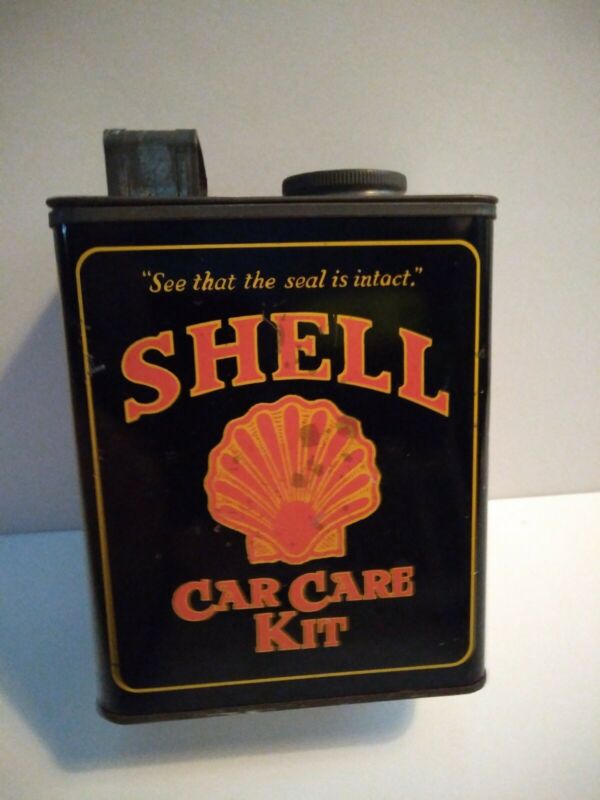 "See that the seal is intact."
SHELL
CAR CARE
KIT